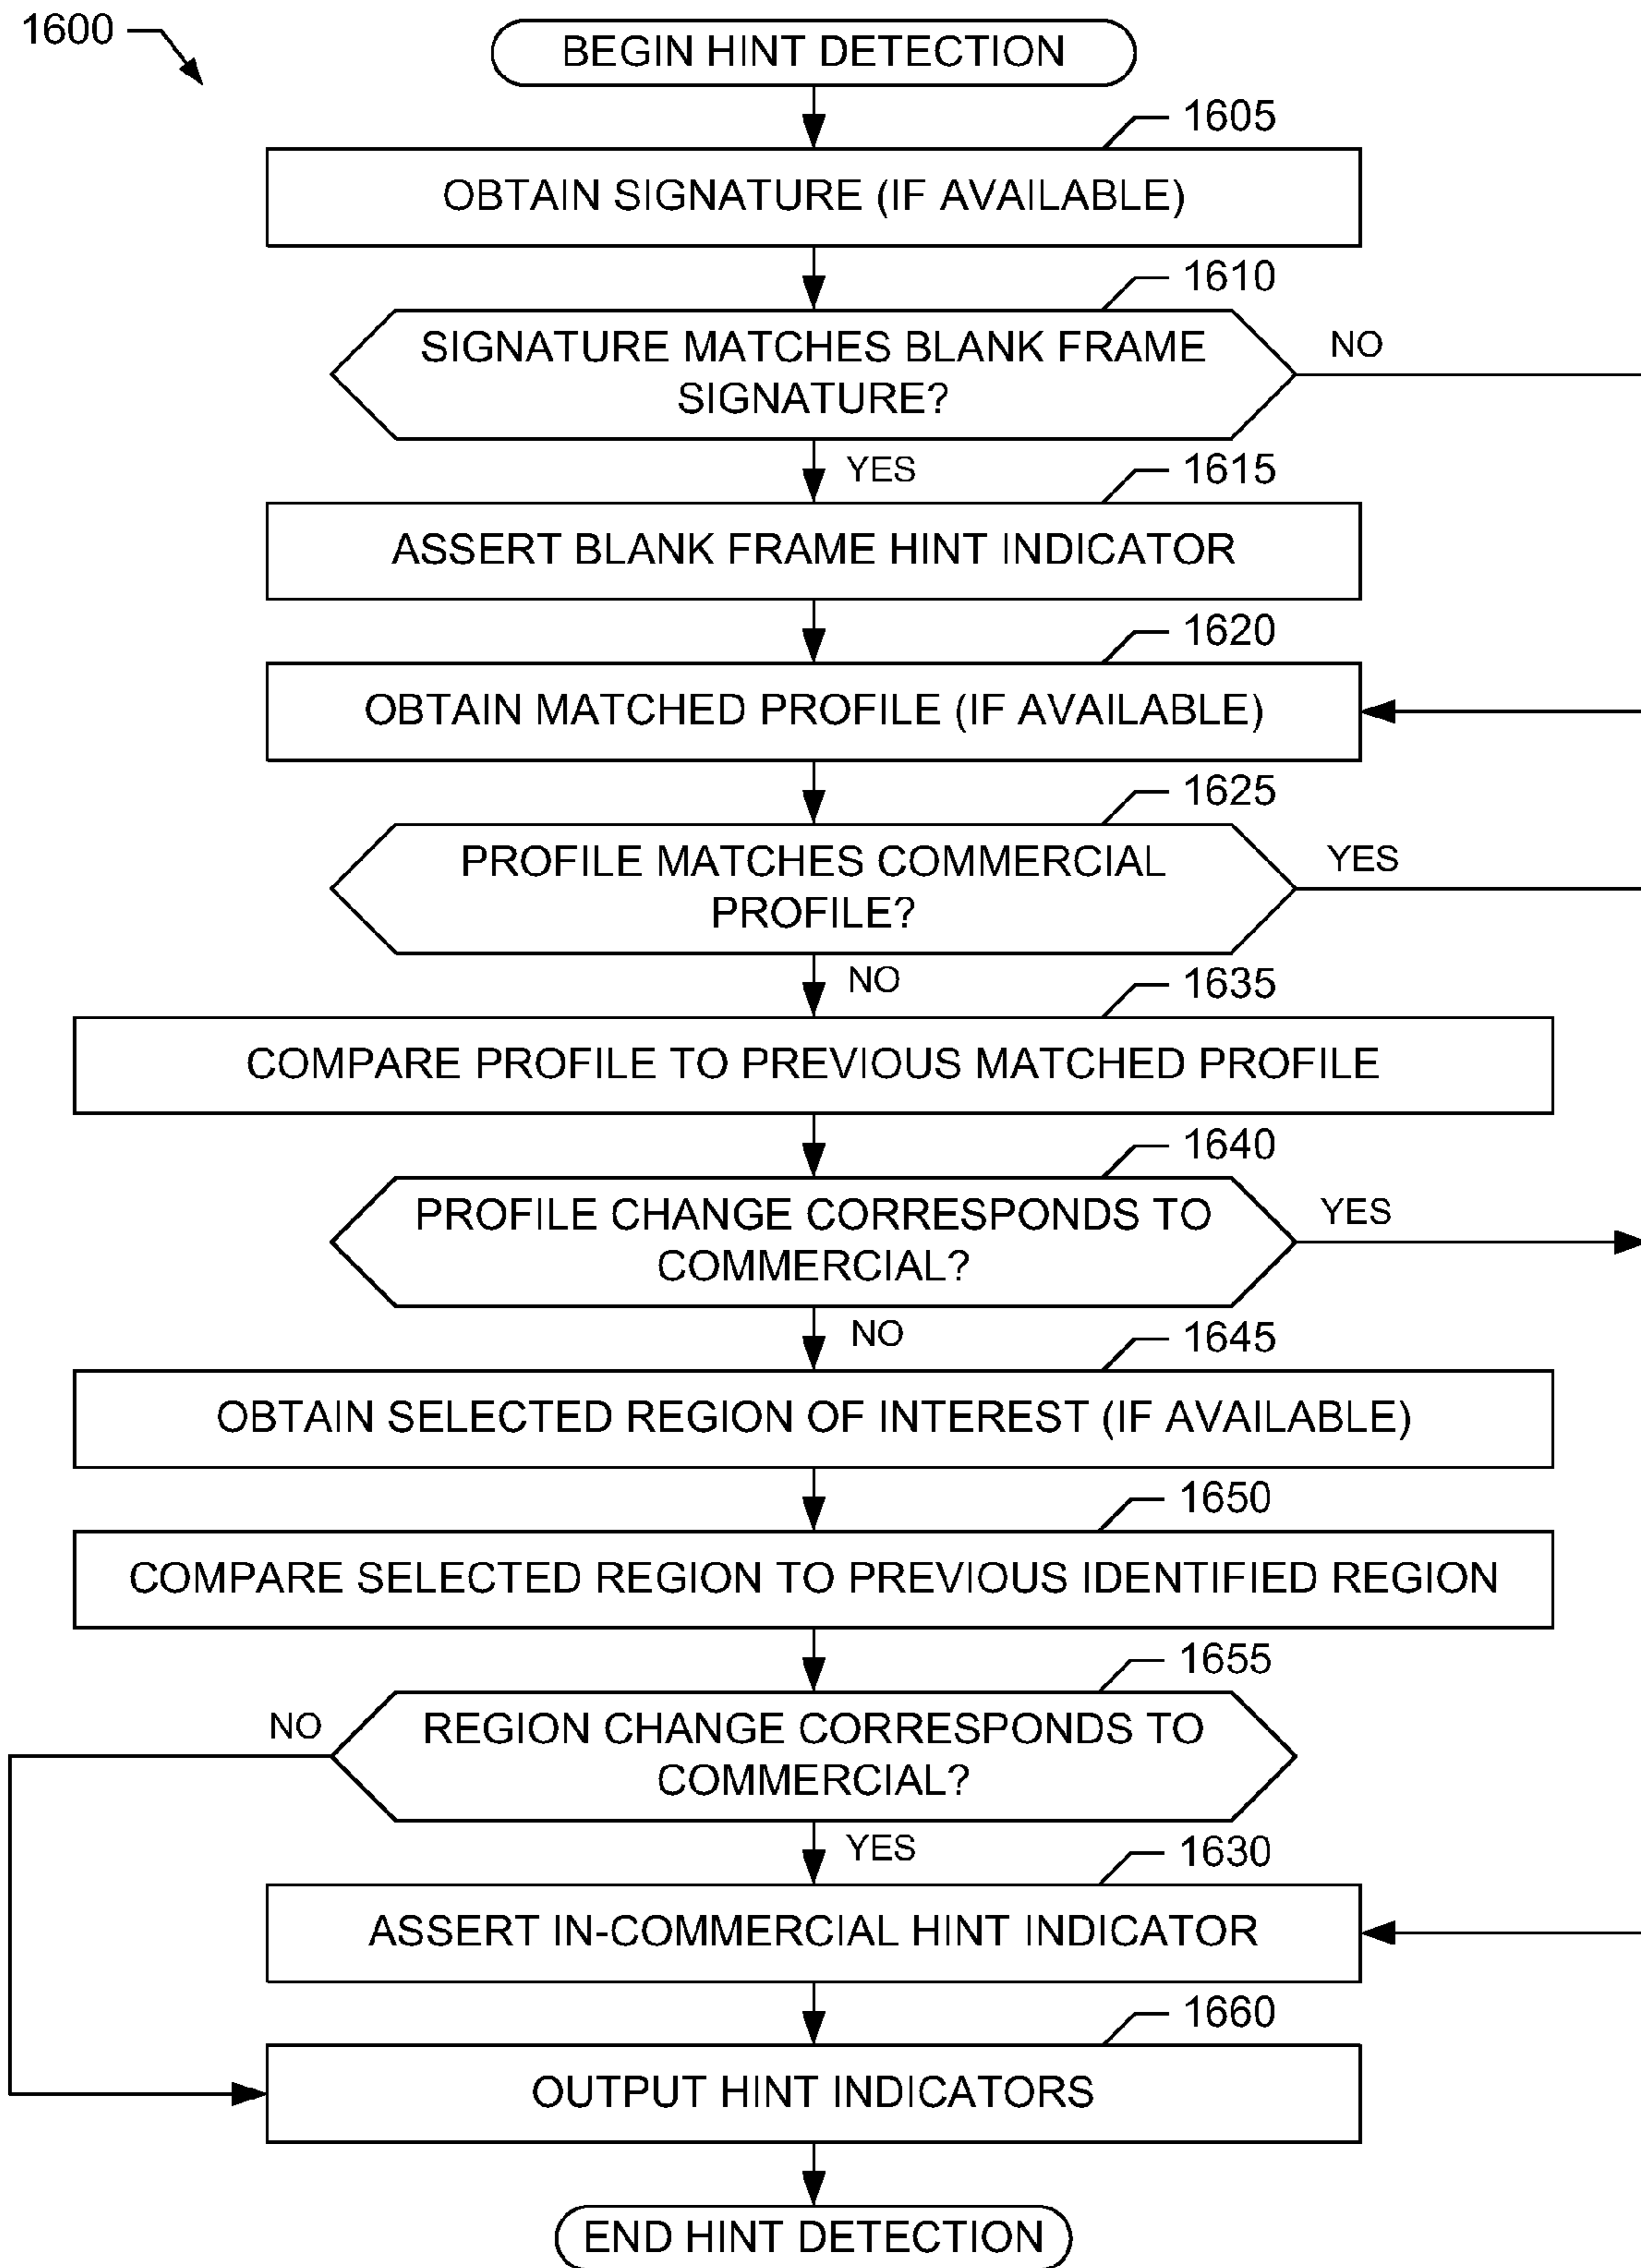 1600
BEGIN HINT DETECTION
1605
OBTAIN SIGNATURE (IF AVAILABLE)
1610
SIGNATURE MATCHES BLANK FRAME
SIGNATURE?
NO
YES
1615
ASSERT BLANK FRAME HINT INDICATOR
1620
OBTAIN MATCHED PROFILE (IF AVAILABLE)
1625
PROFILE MATCHES COMMERCIAL
PROFILE?
YES
NO
1635
COMPARE PROFILE TO PREVIOUS MATCHED PROFILE
1640
PROFILE CHANGE CORRESPONDS TO
COMMERCIAL?
YES
NO
1645
OBTAIN SELECTED REGION OF INTEREST (IF AVAILABLE)
1650
COMPARE SELECTED REGION TO PREVIOUS IDENTIFIED REGION
1655
NO
REGION CHANGE CORRESPONDS TO
COMMERCIAL?
YES
1630
ASSERT IN-COMMERCIAL HINT INDICATOR
1660
OUTPUT HINT INDICATORS
END HINT DETECTION